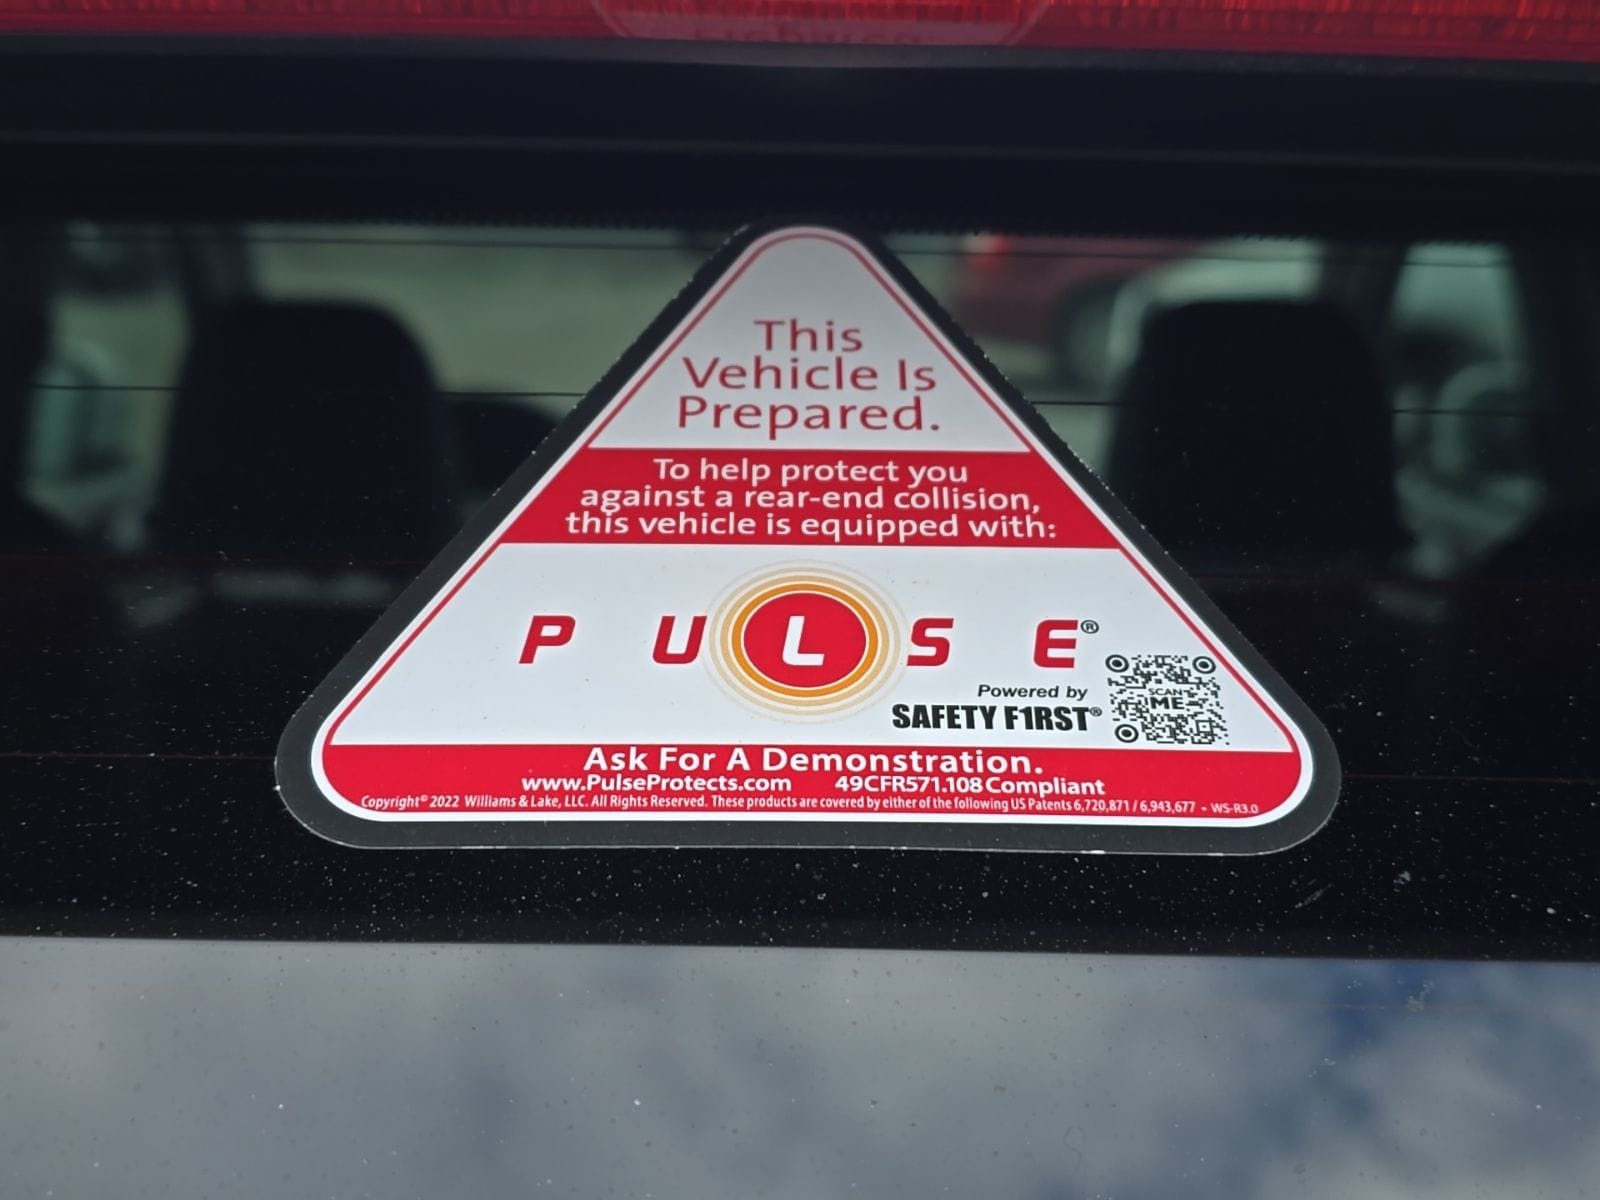 This
Vehicle Is
Prepared.
To help protect you
against a rear-end collision,
this vehicle is equipped with:
PULSE®
Powered by
SAFETY F1RST®
SCAN
ME
Ask For A Demonstration.
www.PulseProtects.com 49CFR571.108 Compliant
Copyright© 2022 Williams & Lake, LLC. All Rights Reserved. These products are covered by either of the following US Patents 6,720,871 / 6,943,677 - WS-R3.0